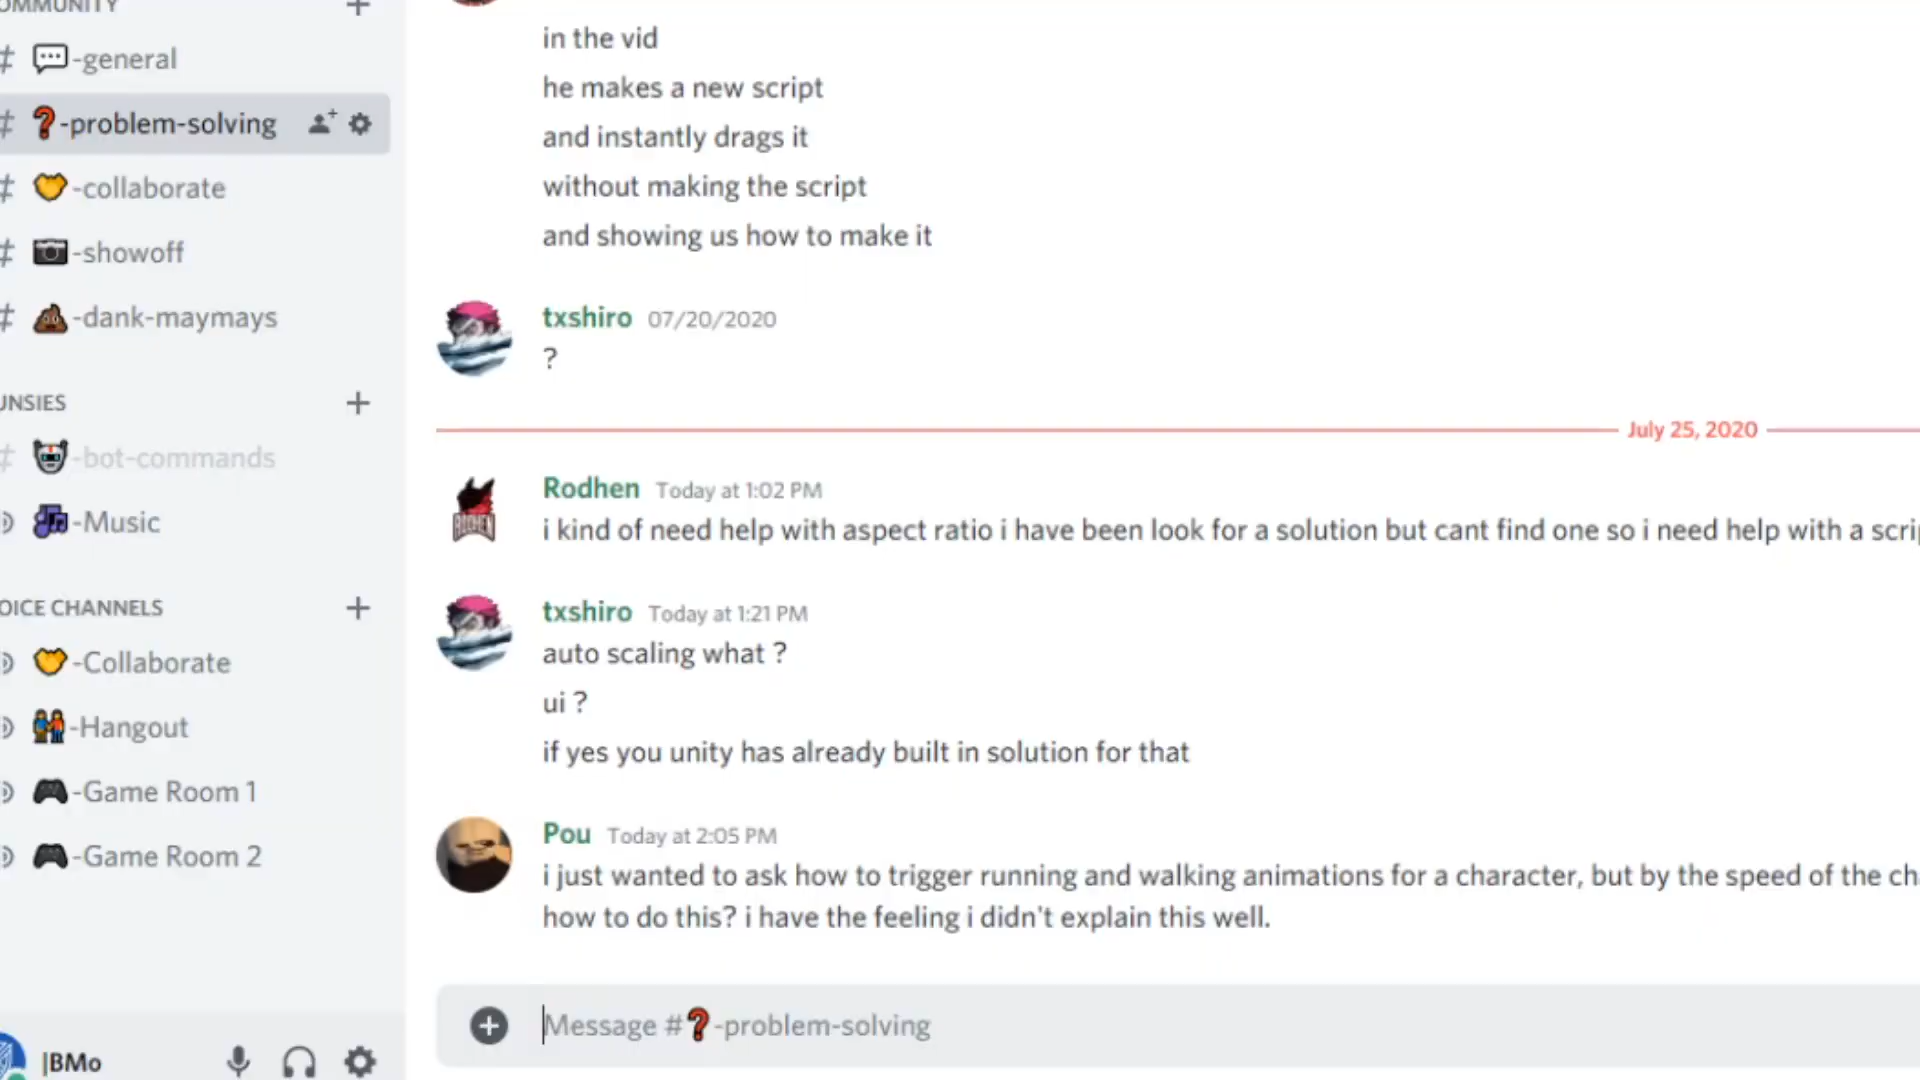 -general
-problem-solving
-collaborate
-showoff
-dank-maymays
-bot-commands
-Music
OICE CHANNELS
-Collaborate
-Hangout
-Game Room 1
-Game Room 2
|BMo
in the vid
he makes a new script
and instantly drags it
without making the script
and showing us how to make it
txshiro 07/20/2020
?
July 25, 2020
Rodhen Today at 1:02 PM
RODHEN
i kind of need help with aspect ratio i have been look for a solution but cant find one so i need help with a scri
txshiro Today at 1:21 PM
auto scaling what ?
ui ?
if yes you unity has already built in solution for that
Pou Today at 2:05 PM
i just wanted to ask how to trigger running and walking animations for a character, but by the speed of the ch
how to do this? i have the feeling i didn't explain this well.
Message #❓-problem-solving